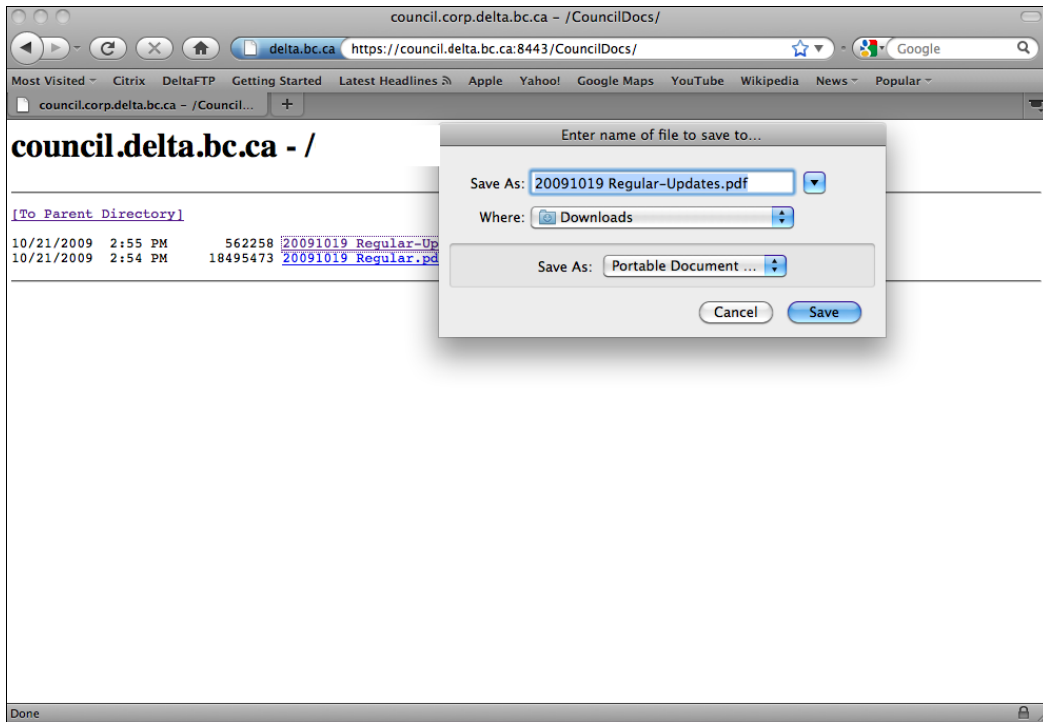 council.corp.delta.bc.ca – /CouncilDocs/
delta.bc.ca https://council.delta.bc.ca:8443/CouncilDocs/ Google
Most Visited Citrix DeltaFTP Getting Started Latest Headlines Apple Yahoo! Google Maps YouTube Wikipedia News Popular
council.corp.delta.bc.ca – /Council... +
council.delta.bc.ca - /
[To Parent Directory]
10/21/2009 2:55 PM 562258 20091019 Regular-Up
10/21/2009 2:54 PM 18495473 20091019 Regular.pd
Enter name of file to save to...
Save As: 20091019 Regular-Updates.pdf
Where: Downloads
Save As: Portable Document ...
Cancel Save
Done